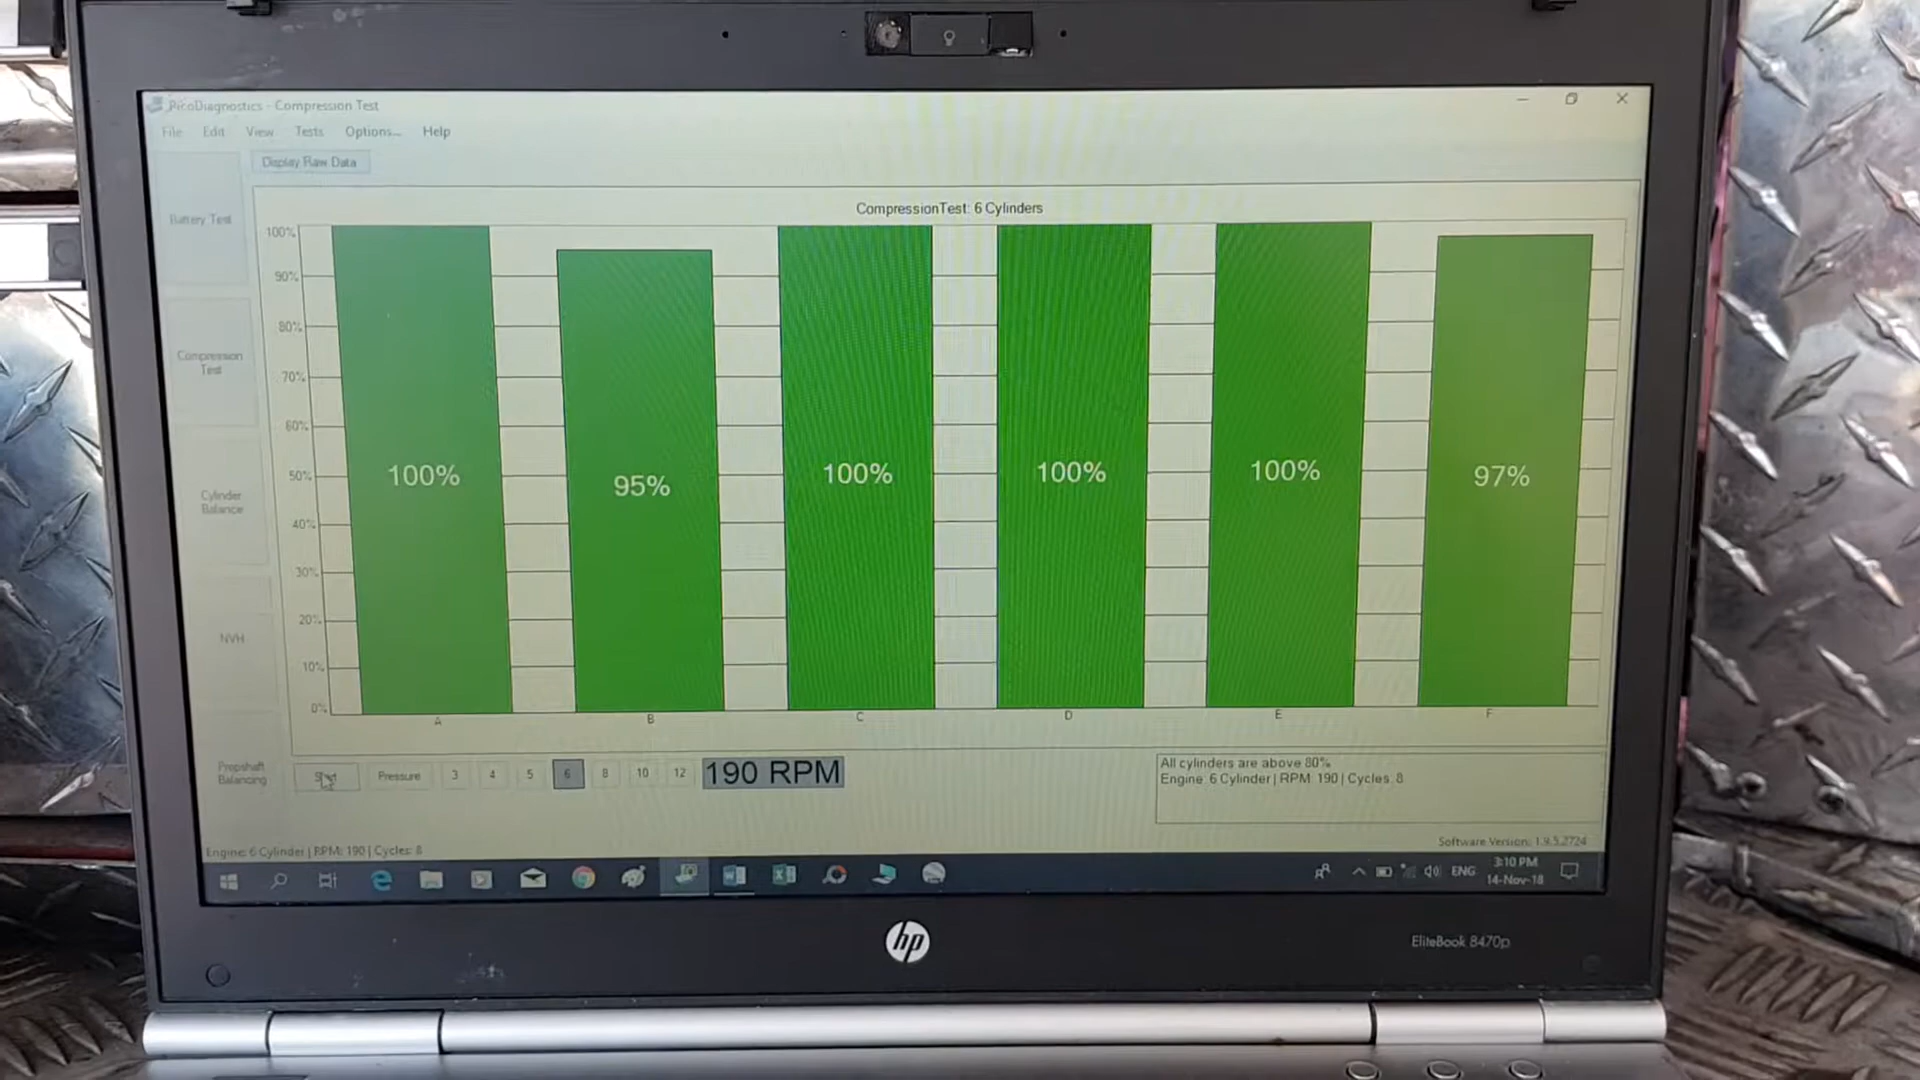 PicoDiagnostics - Compression Test
File Edit View Tests Options... Help
Display Raw Data
CompressionTest: 6 Cylinders
Battery Test
Compression
Test
Cylinder
Balance
NVH
Propshaft
Balancing
100%
90%
80%
70%
60%
50%
40%
30%
20%
10%
0%
100% 95% 100% 100% 100% 97%
A B C D E F
Start Pressure 3 4 5 6 8 10 12 190 RPM
All cylinders are above 80%
Engine: 6 Cylinder | RPM: 190 | Cycles: 8
Engine: 6 Cylinder | RPM: 190 | Cycles: 8
Software Version: 1.9.5.2724
ENG
3:10 PM
14-Nov-18
hp
EliteBook 8470p